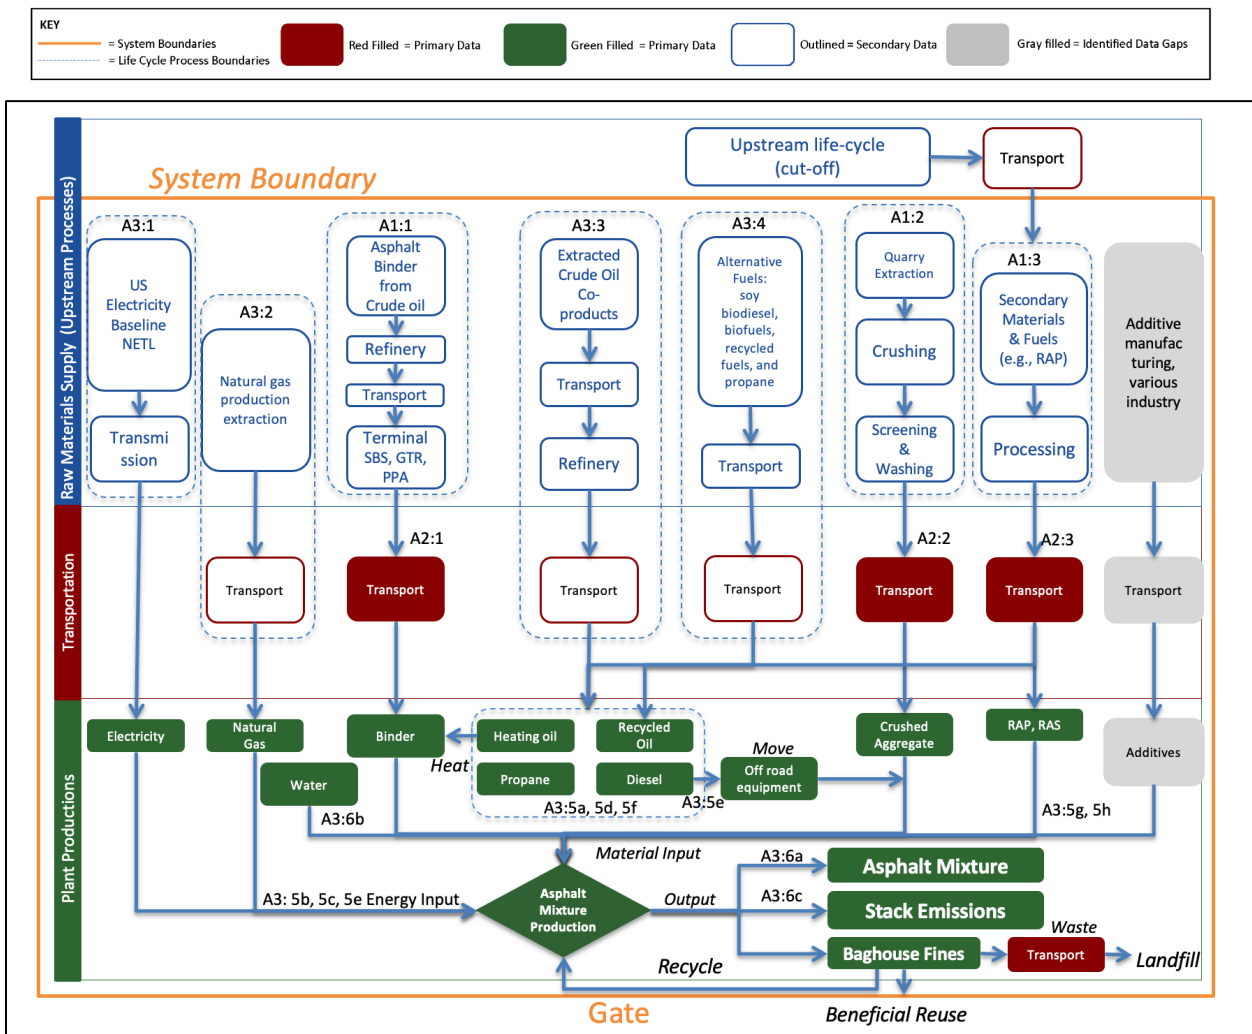 KEY
= System Boundaries
= Life Cycle Process Boundaries
Red Filled = Primary Data
Green Filled = Primary Data
Outlined = Secondary Data
Gray filled = Identified Data Gaps
Raw Materials Supply (Upstream Processes)
Transportation
Plant Productions
System Boundary
Upstream life-cycle
(cut-off)
Transport
A3:1
US
Electricity
Baseline
NETL
Transmi
ssion
A3:2
Natural gas
production
extraction
Transport
A1:1
Asphalt
Binder
from
Crude oil
Refinery
Transport
Terminal
SBS, GTR,
PPA
A2:1
Transport
A3:3
Extracted
Crude Oil
Co-
products
Transport
Refinery
Transport
A3:4
Alternative
Fuels:
soy
biodiesel,
biofuels,
recycled
fuels, and
propane
Transport
Transport
A1:2
Quarry
Extraction
Crushing
Screening
&
Washing
A2:2
Transport
A1:3
Secondary
Materials
& Fuels
(e.g., RAP)
Processing
A2:3
Transport
Additive
manufac
turing,
various
industry
Transport
Electricity
Natural
Gas
Water
A3:6b
Binder
Heat
Heating oil
Recycled
Oil
Propane
Diesel
A3:5a, 5d, 5f
A3:5e
Move
Off road
equipment
Crushed
Aggregate
RAP, RAS
A3:5g, 5h
Additives
Material Input
A3: 5b, 5c, 5e Energy Input
Asphalt
Mixture
Production
Output
A3:6a
Asphalt Mixture
A3:6c
Stack Emissions
Baghouse Fines
Waste
Transport
Landfill
Recycle
Beneficial Reuse
Gate